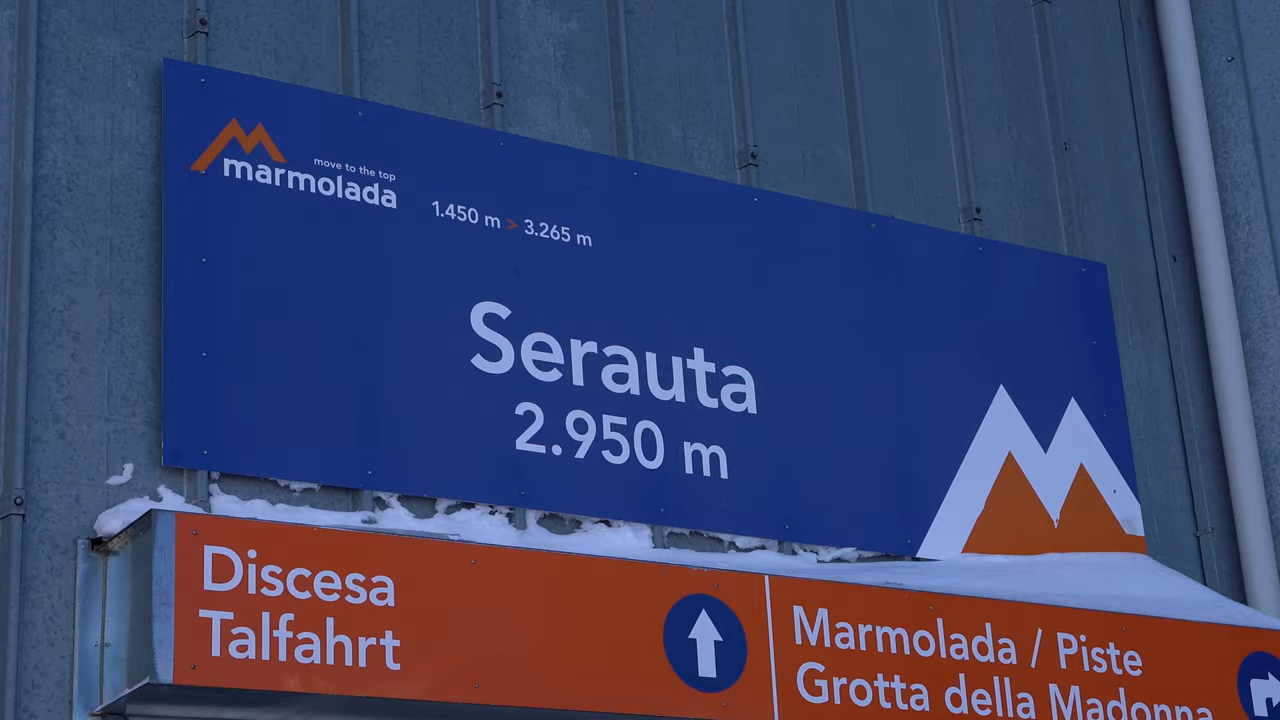 move to the top
marmolada
1.450 m > 3.265 m
Serauta
2.950 m
Discesa
Talfahrt
Marmolada / Piste
Grotta della Madonna